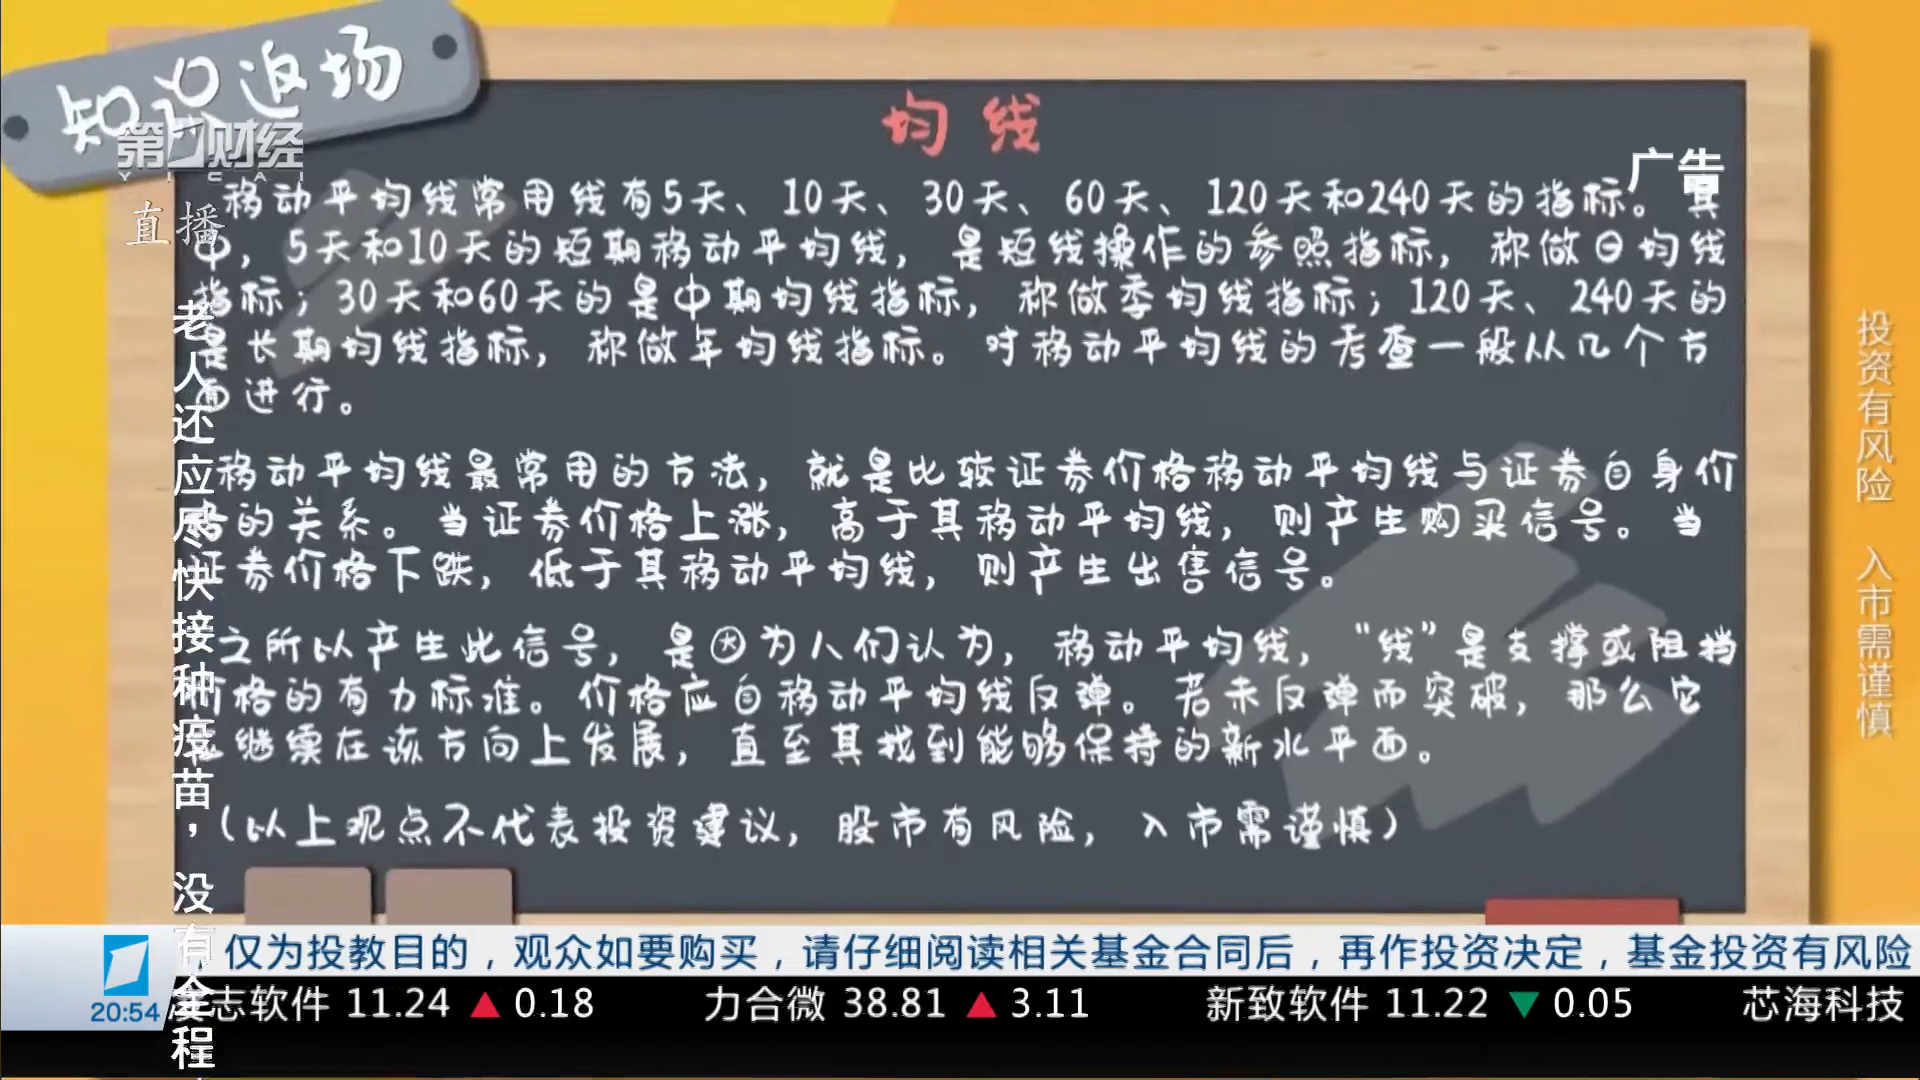 知识返场
第一财经
YICAI
直播
广告
均线
移动平均线常用线有5天、10天、30天、60天、120天和240天的指标。其
中，5天和10天的短期移动平均线，是短线操作的参照指标，称做日均线
指标；30天和60天的是中期均线指标，称做季均线指标；120天、240天的
是长期均线指标，称做年均线指标。对移动平均线的考查一般从几个方
面进行。
移动平均线最常用的方法，就是比较证券价格移动平均线与证券自身价
格的关系。当证券价格上涨，高于其移动平均线，则产生购买信号。当
证券价格下跌，低于其移动平均线，则产生出售信号。
之所以产生此信号，是因为人们认为，移动平均线，“线”是支撑或阻挡
价格的有力标准。价格应自移动平均线反弹。若未反弹而突破，那么它
继续在该方向上发展，直至其找到能够保持的新水平面。
（以上观点不代表投资建议，股市有风险，入市需谨慎）
老人还应尽快接种疫苗，没有全程
投资有风险 入市需谨慎
仅为投教目的，观众如要购买，请仔细阅读相关基金合同后，再作投资决定，基金投资有风险
20:54
志软件 11.24 ▲ 0.18 力合微 38.81 ▲ 3.11 新致软件 11.22 ▼ 0.05 芯海科技